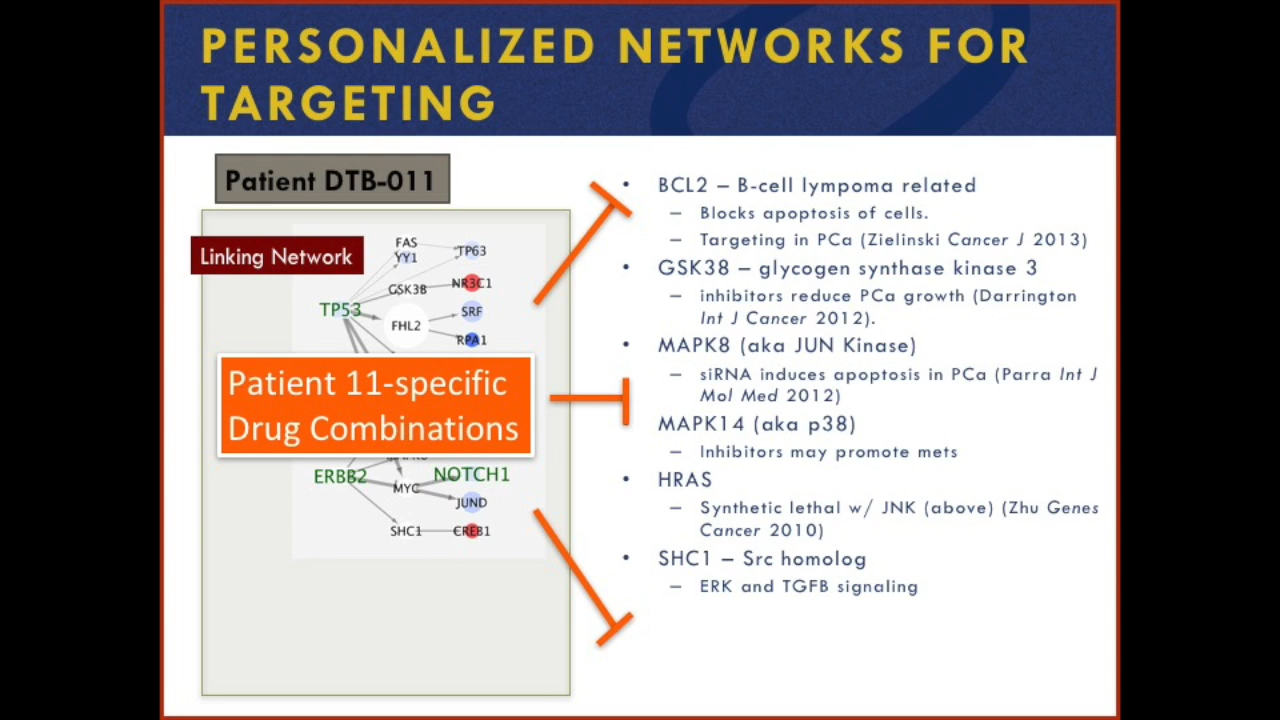 PERSONALIZED NETWORKS FOR
TARGETING
Patient DTB-011
Linking Network
FAS
YY1
TP63
GSK3B
NR3C1
TP53
SRF
FHL2
RPA1
Patient 11-specific
Drug Combinations
ERBB2
NOTCH1
MYC
JUND
SHC1
CREB1
• BCL2 – B-cell lympoma related
– Blocks apoptosis of cells.
– Targeting in PCa (Zielinski Cancer J 2013)
• GSK38 – glycogen synthase kinase 3
– inhibitors reduce PCa growth (Darrington
Int J Cancer 2012).
• MAPK8 (aka JUN Kinase)
– siRNA induces apoptosis in PCa (Parra Int J
Mol Med 2012)
• MAPK14 (aka p38)
– Inhibitors may promote mets
• HRAS
– Synthetic lethal w/ JNK (above) (Zhu Genes
Cancer 2010)
• SHC1 – Src homolog
– ERK and TGFB signaling